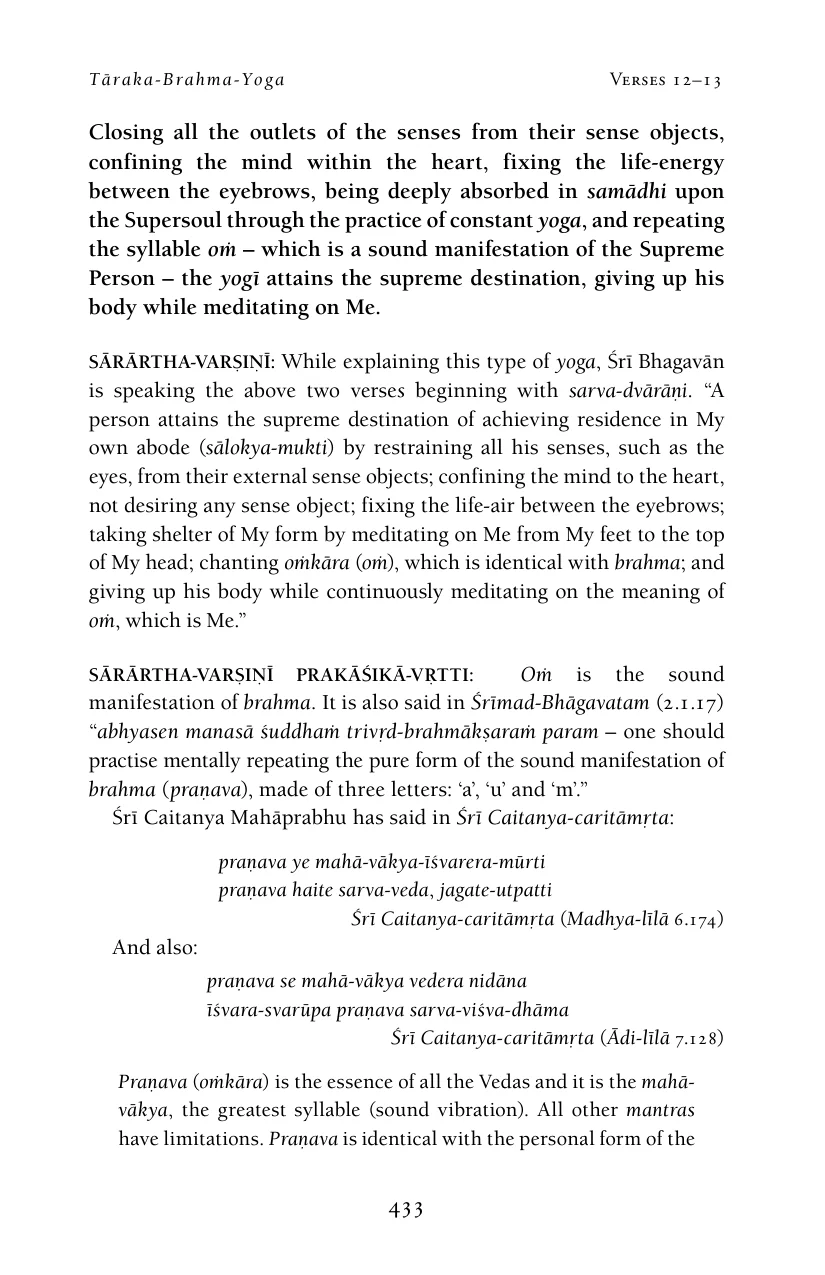 Tāraka-Brahma-Yoga Verses 12–13
Closing all the outlets of the senses from their sense objects,
confining the mind within the heart, fixing the life-energy
between the eyebrows, being deeply absorbed in samādhi upon
the Supersoul through the practice of constant yoga, and repeating
the syllable oṁ – which is a sound manifestation of the Supreme
Person – the yogī attains the supreme destination, giving up his
body while meditating on Me.
SĀRĀRTHA-VARṢIṆĪ: While explaining this type of yoga, Śrī Bhagavān
is speaking the above two verses beginning with sarva-dvārāṇi. “A
person attains the supreme destination of achieving residence in My
own abode (sālokya-mukti) by restraining all his senses, such as the
eyes, from their external sense objects; confining the mind to the heart,
not desiring any sense object; fixing the life-air between the eyebrows;
taking shelter of My form by meditating on Me from My feet to the top
of My head; chanting oṁkāra (oṁ), which is identical with brahma; and
giving up his body while continuously meditating on the meaning of
oṁ, which is Me.”
SĀRĀRTHA-VARṢIṆĪ PRAKĀŚIKĀ-VṚTTI: Oṁ is the sound
manifestation of brahma. It is also said in Śrīmad-Bhāgavatam (2.1.17)
“abhyasen manasā śuddhaṁ trivṛd-brahmākṣaraṁ param – one should
practise mentally repeating the pure form of the sound manifestation of
brahma (praṇava), made of three letters: ‘a’, ‘u’ and ‘m’.”
Śrī Caitanya Mahāprabhu has said in Śrī Caitanya-caritāmṛta:
praṇava ye mahā-vākya-īśvarera-mūrti
praṇava haite sarva-veda, jagate-utpatti
Śrī Caitanya-caritāmṛta (Madhya-līlā 6.174)
And also:
praṇava se mahā-vākya vedera nidāna
īśvara-svarūpa praṇava sarva-viśva-dhāma
Śrī Caitanya-caritāmṛta (Ādi-līlā 7.128)
Praṇava (oṁkāra) is the essence of all the Vedas and it is the mahā-
vākya, the greatest syllable (sound vibration). All other mantras
have limitations. Praṇava is identical with the personal form of the
433